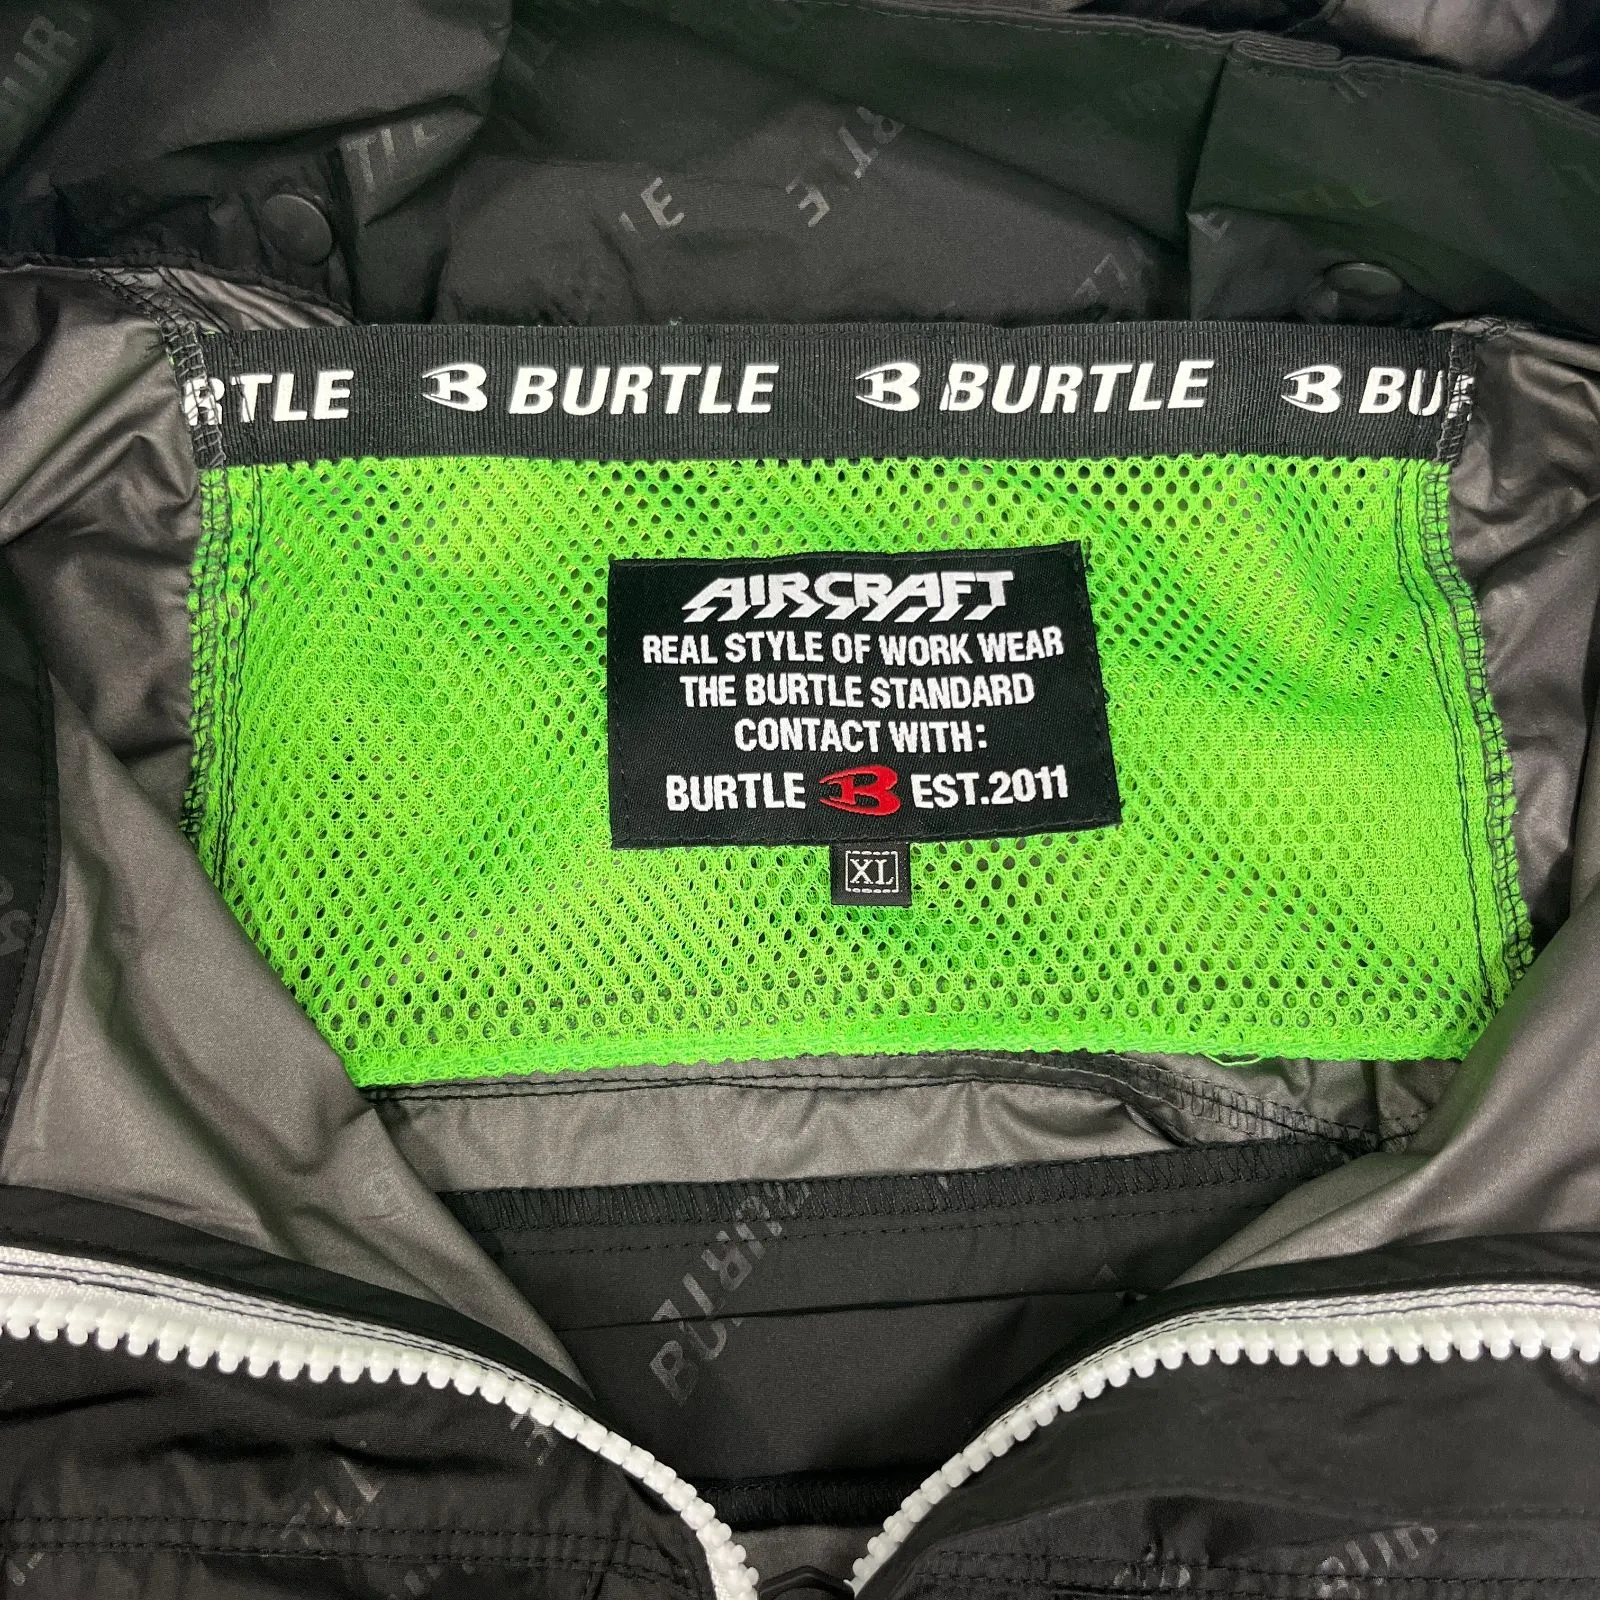 RTLE BURTLE BURTLE BU
AIRCRAFT
REAL STYLE OF WORK WEAR
THE BURTLE STANDARD
CONTACT WITH:
BURTLE B EST.2011
XL
BURTLE